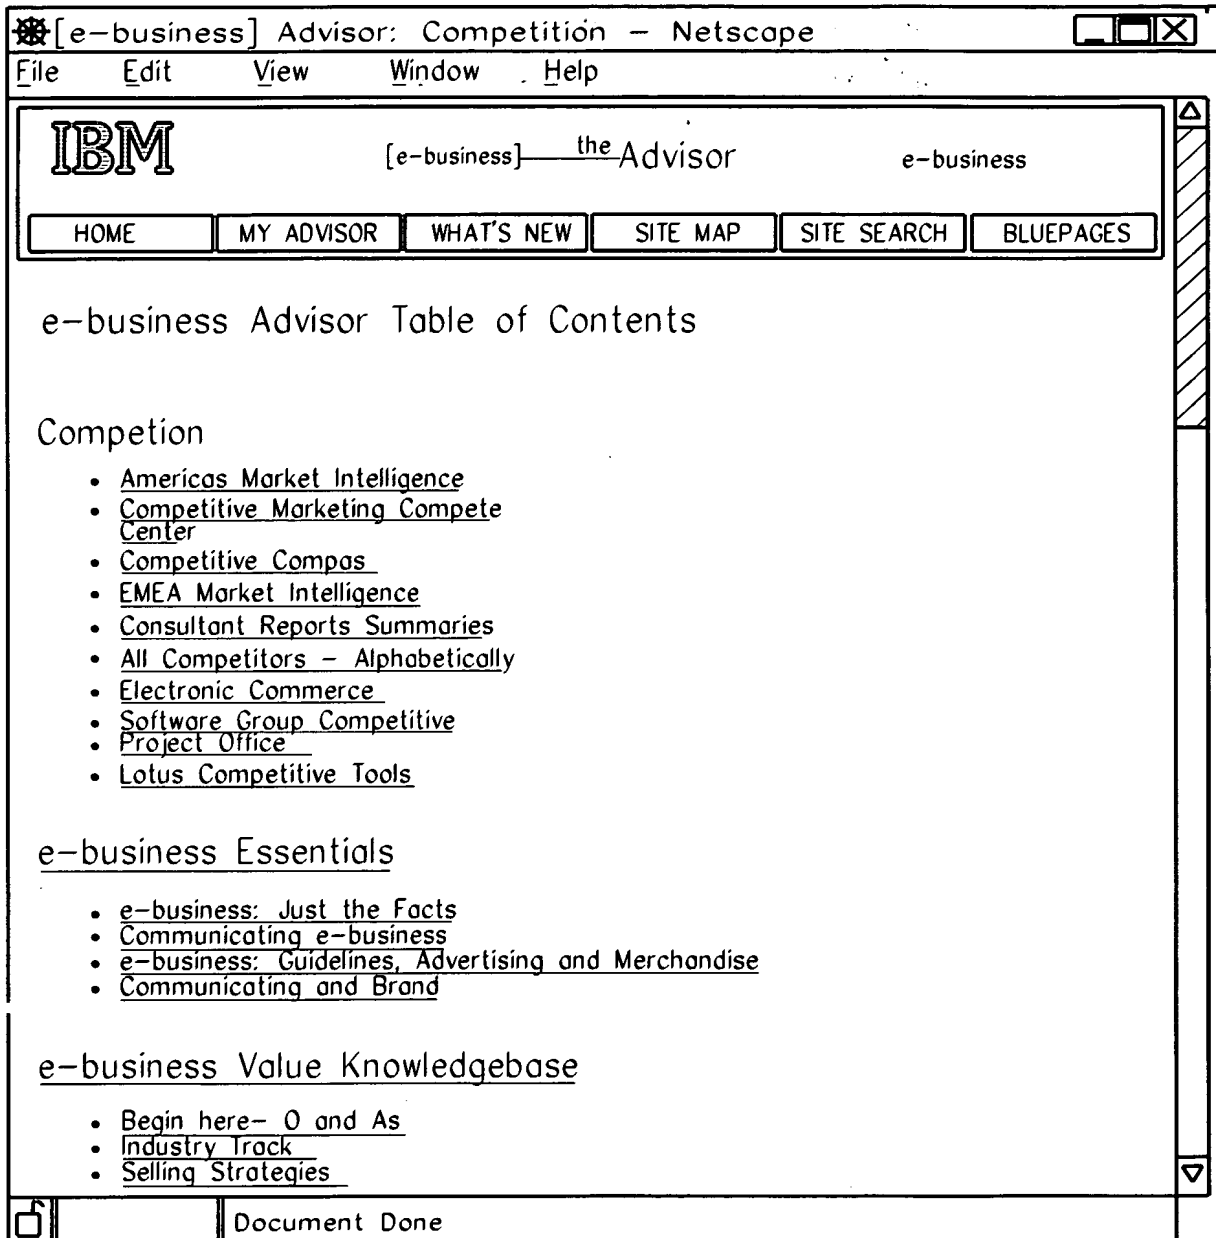 [e-business] Advisor: Competition - Netscape
File Edit View Window Help
IBM [e-business] the Advisor e-business
HOME MY ADVISOR WHAT'S NEW SITE MAP SITE SEARCH BLUEPAGES
e-business Advisor Table of Contents
Competion
• Americas Market Intelligence
• Competitive Marketing Compete
Center
• Competitive Compas
• EMEA Market Intelligence
• Consultant Reports Summaries
• All Competitors - Alphabetically
• Electronic Commerce
• Software Group Competitive
• Project Office
• Lotus Competitive Tools
e-business Essentials
• e-business: Just the Facts
• Communicating e-business
• e-business: Guidelines, Advertising and Merchandise
• Communicating and Brand
e-business Value Knowledgebase
• Begin here- O and As
• Industry Track
• Selling Strategies
Document Done